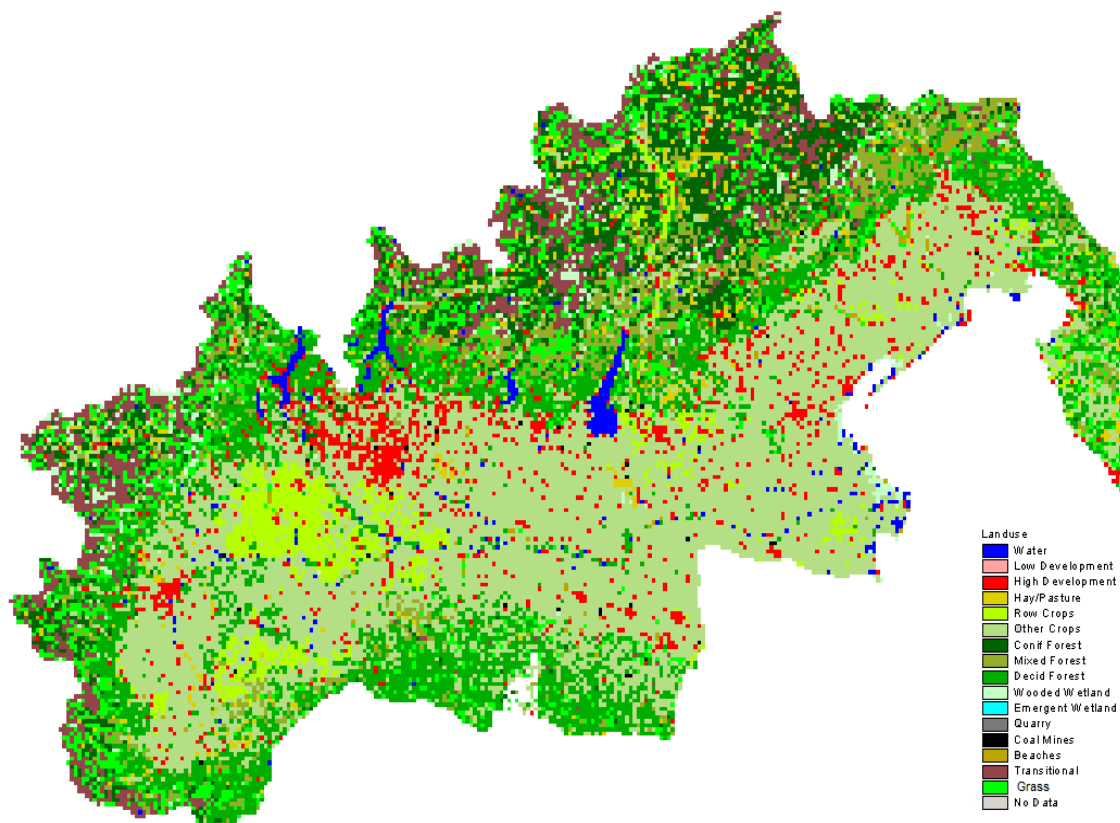 Landuse
Water
Low Development
High Development
Hay/Pasture
Row Crops
Other Crops
Conif Forest
Mixed Forest
Decid Forest
Wooded Wetland
Emergent Wetland
Quarry
Coal Mines
Beaches
Transitional
Grass
No Data